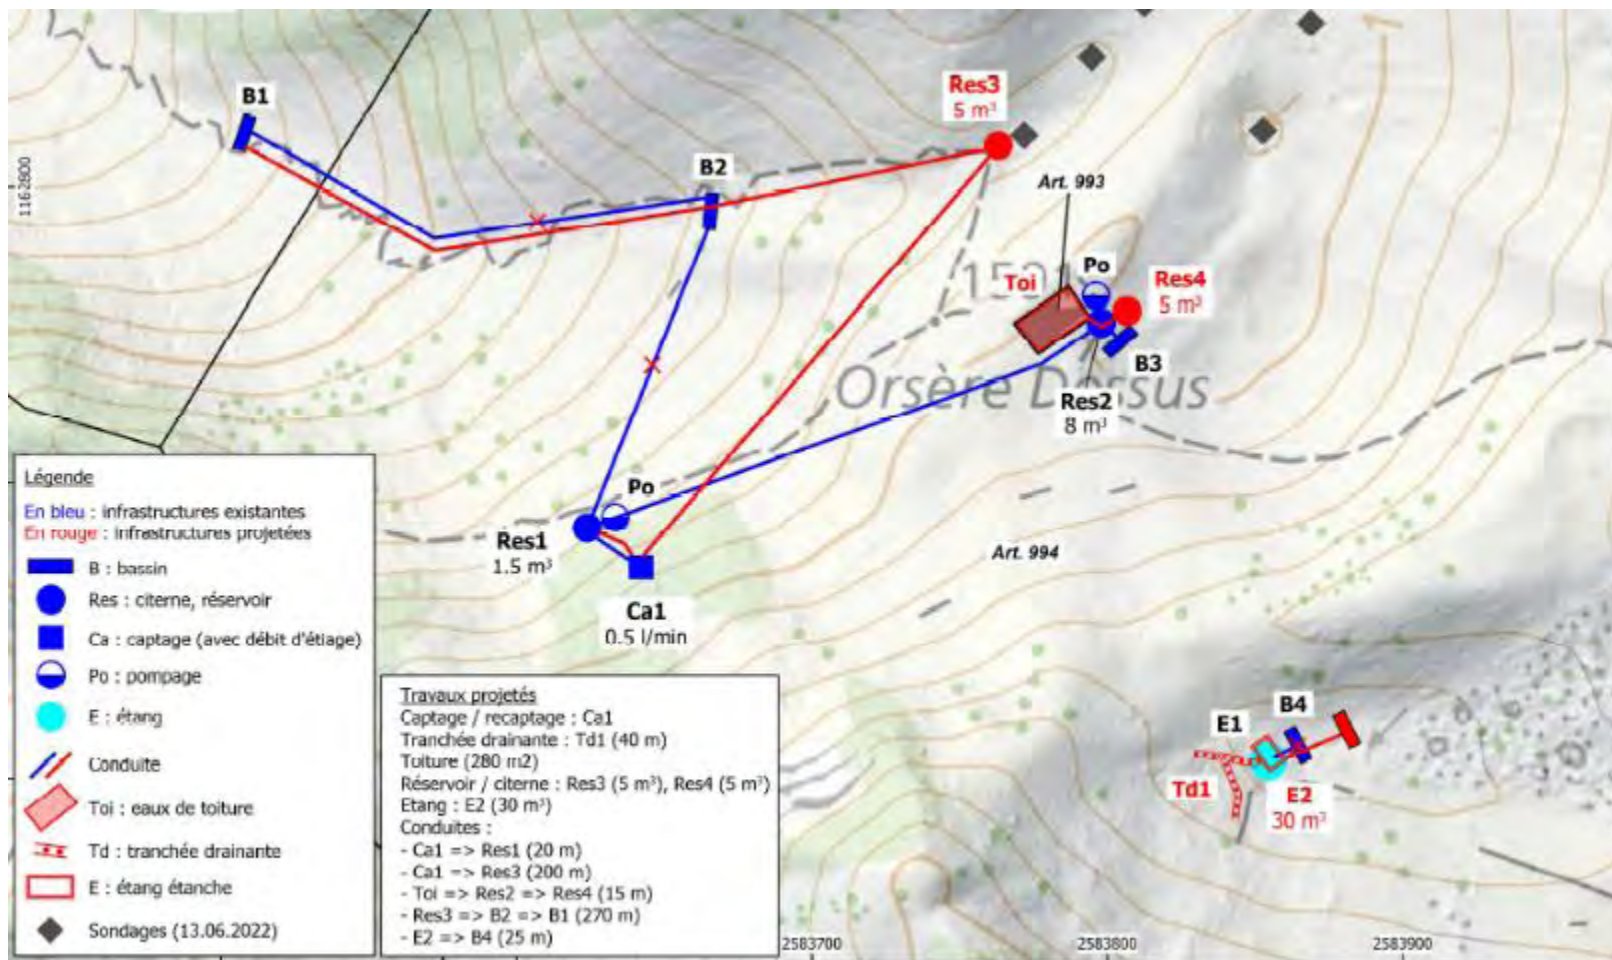 B1
Res3
5 m³
1162800
B2
Art. 993
Toi
Po
Res4
5 m³
B3
Orsère Dessus
Res2
8 m³
Po
Res1
1.5 m³
Ca1
0.5 l/min
Art. 994
E1
B4
Td1
E2
30 m³
Légende
En bleu : infrastructures existantes
En rouge : infrastructures projetées
B : bassin
Res : citerne, réservoir
Ca : captage (avec débit d'étiage)
Po : pompage
E : étang
Conduite
Toi : eaux de toiture
Td : tranchée drainante
E : étang étanche
Sondages (13.06.2022)
Travaux projetés
Captage / recaptage : Ca1
Tranchée drainante : Td1 (40 m)
Toiture (280 m2)
Réservoir / citerne : Res3 (5 m³), Res4 (5 m³)
Etang : E2 (30 m³)
Conduites :
- Ca1 => Res1 (20 m)
- Ca1 => Res3 (200 m)
- Toi => Res2 => Res4 (15 m)
- Res3 => B2 => B1 (270 m)
- E2 => B4 (25 m)
2583700
2583800
2583900